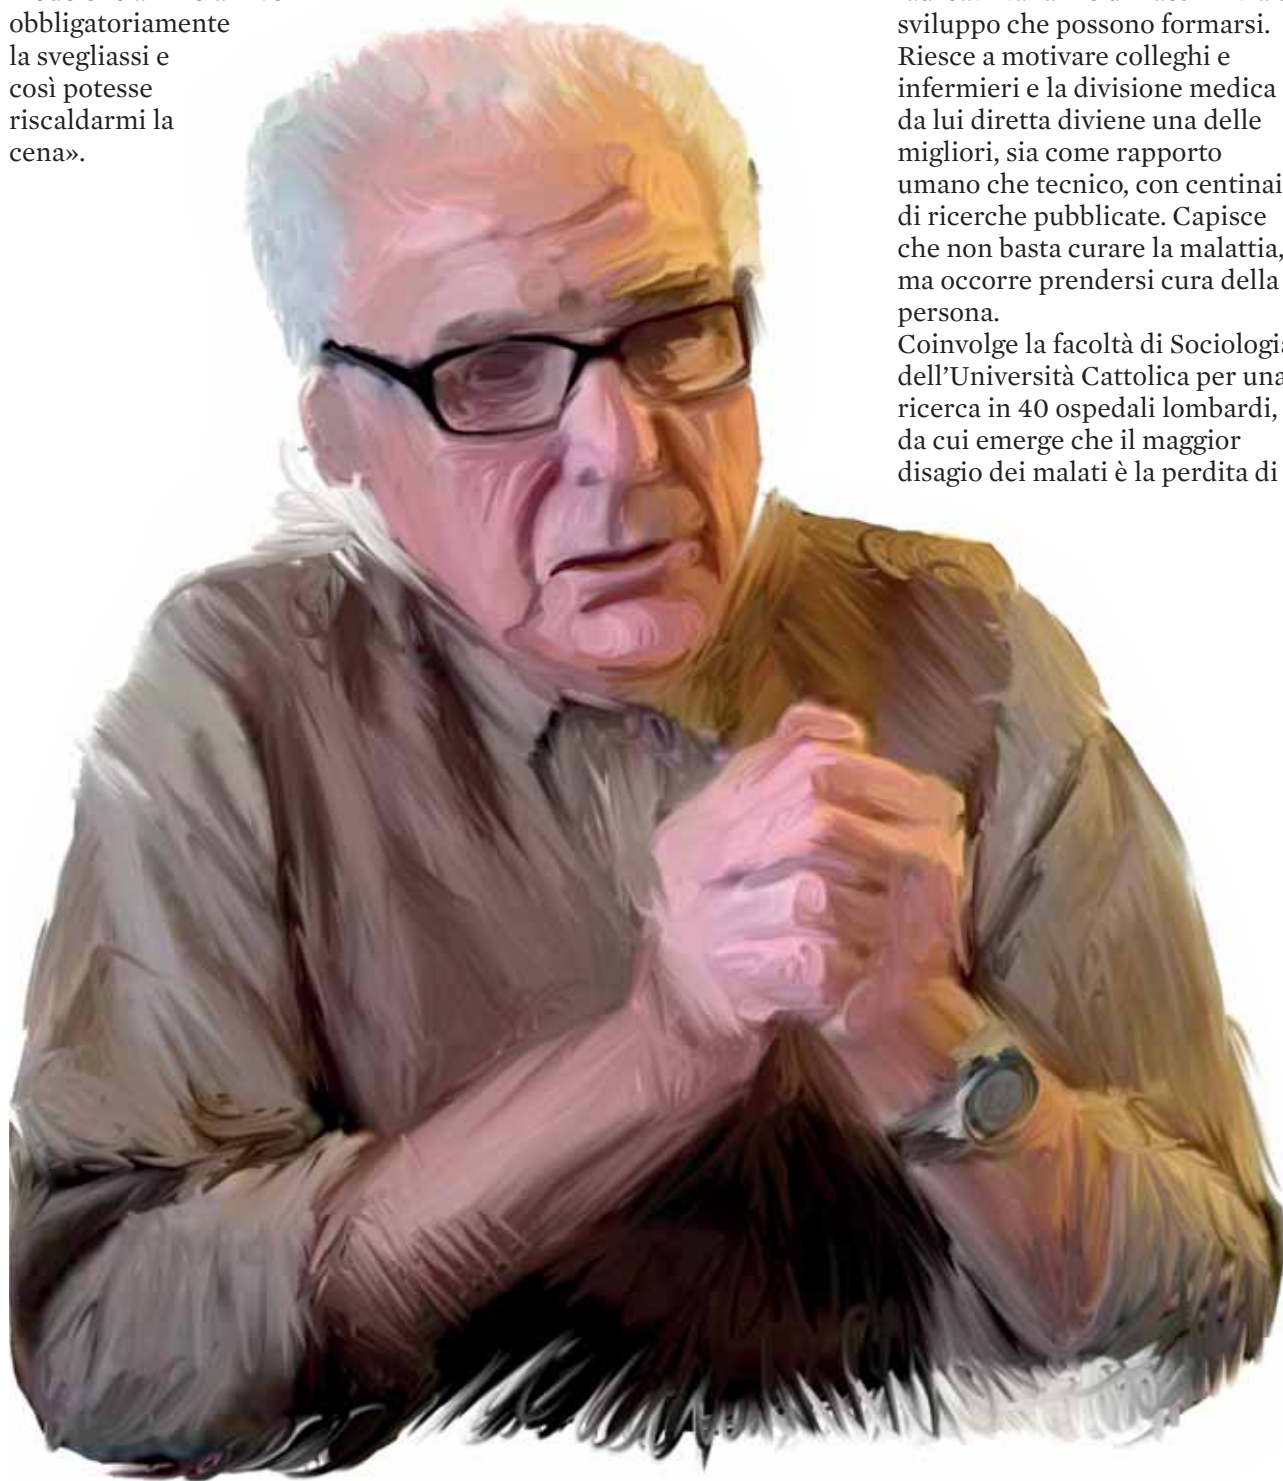 obbligatoriamente
la svegliassi e
così potesse
riscaldarmi la
cena».
sviluppo che possono formarsi.
Riesce a motivare colleghi e
infermieri e la divisione medica
da lui diretta diviene una delle
migliori, sia come rapporto
umano che tecnico, con centinai
di ricerche pubblicate. Capisce
che non basta curare la malattia,
ma occorre prendersi cura della
persona.
Coinvolge la facoltà di Sociologia
dell'Università Cattolica per una
ricerca in 40 ospedali lombardi,
da cui emerge che il maggior
disagio dei malati è la perdita di